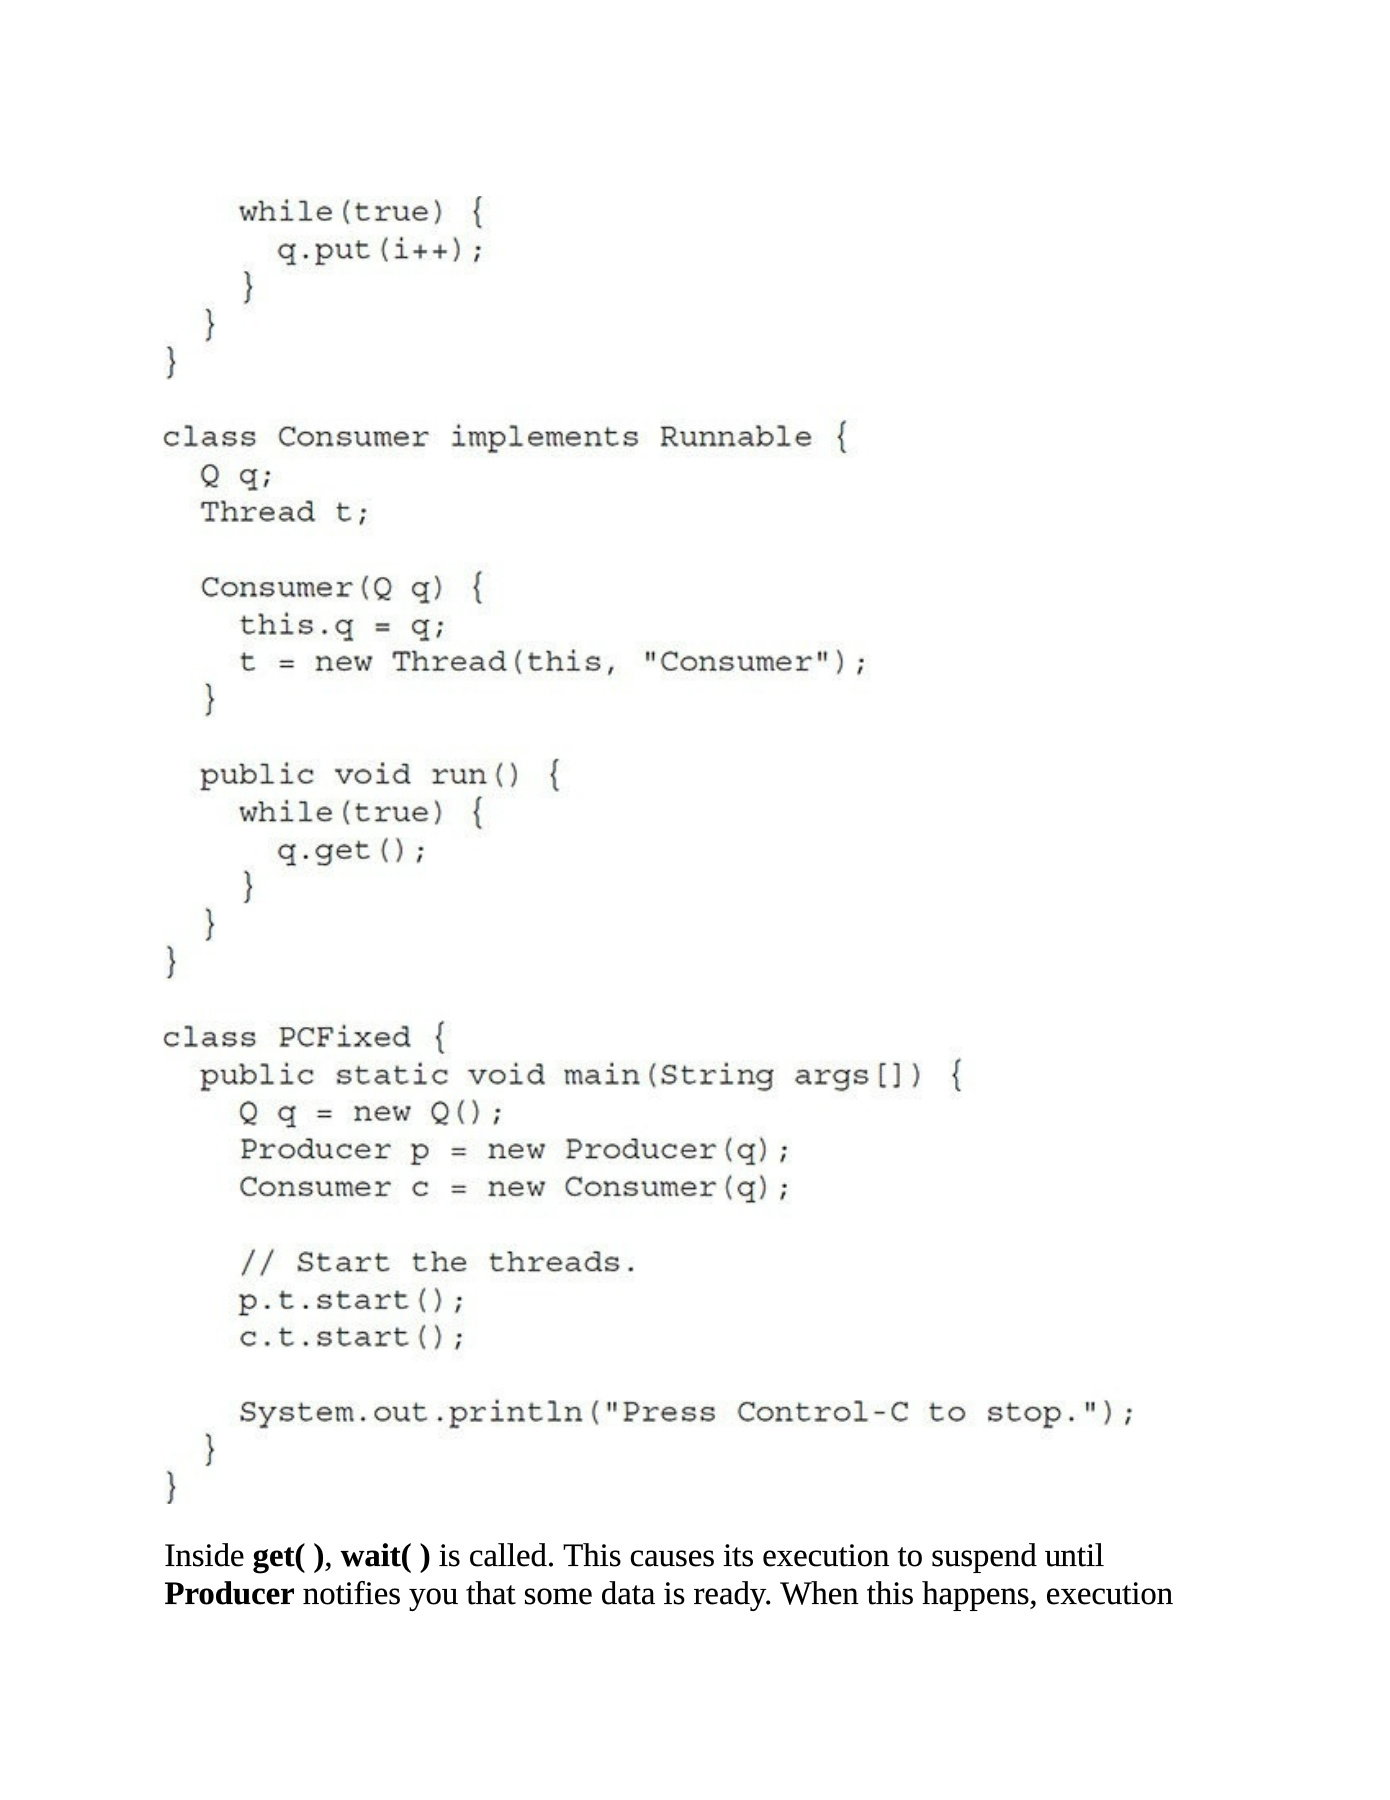 while(true) {
q.put(i++);
}
}
}
class Consumer implements Runnable {
Q q;
Thread t;
Consumer(Q q) {
this.q = q;
t = new Thread(this, "Consumer");
}
public void run() {
while(true) {
q.get();
}
}
}
class PCFixed {
public static void main(String args[]) {
Q q = new Q();
Producer p = new Producer(q);
Consumer c = new Consumer(q);
// Start the threads.
p.t.start();
c.t.start();
System.out.println("Press Control-C to stop.");
}
}
Inside get( ), wait( ) is called. This causes its execution to suspend until
Producer notifies you that some data is ready. When this happens, execution